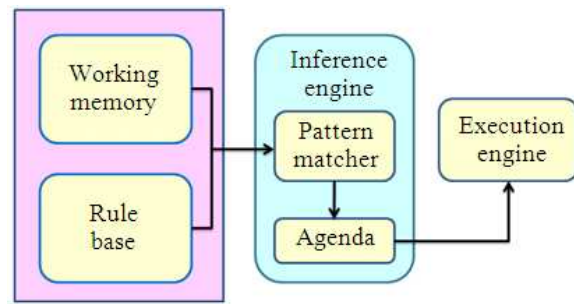 Working
memory
Rule
base
Inference
engine
Pattern
matcher
Agenda
Execution
engine